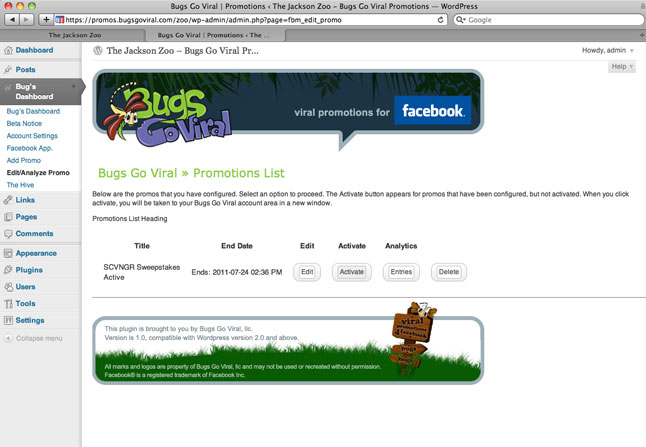 Bugs Go Viral | Promotions ‹ The Jackson Zoo – Bugs Go Viral Promotions — WordPress
https://promos.bugsgoviral.com/zoo/wp-admin/admin.php?page=fbm_edit_promo
Google
The Jackson Zoo
Bugs Go Viral | Promotions ‹ The ...
Dashboard
Posts
Bug's
Dashboard
Bug's Dashboard
Beta Notice
Account Settings
Facebook App.
Add Promo
Edit/Analyze Promo
The Hive
Links
Pages
Comments
Appearance
Plugins
Users
Tools
Settings
Collapse menu
The Jackson Zoo – Bugs Go Viral Pr...
Howdy, admin
Help
Bugs
Go Viral
viral promotions for
facebook.
Bugs Go Viral » Promotions List
Below are the promos that you have configured. Select an option to proceed. The Activate button appears for promos that have been configured, but not activated. When you click
activate, you will be taken to your Bugs Go Viral account area in a new window.
Promotions List Heading
Title End Date Edit Activate Analytics
SCVNGR Sweepstakes
Active
Ends: 2011-07-24 02:36 PM Edit Activate Entries Delete
This plugin is brought to you by Bugs Go Viral, llc.
Version is 1.0, compatible with Wordpress version 2.0 and above.
All marks and logos are property of Bugs Go Viral, llc and may not be used or recreated without permission.
Facebook® is a registered trademark of Facebook Inc.
viral
promotions
4 facebook
bugs